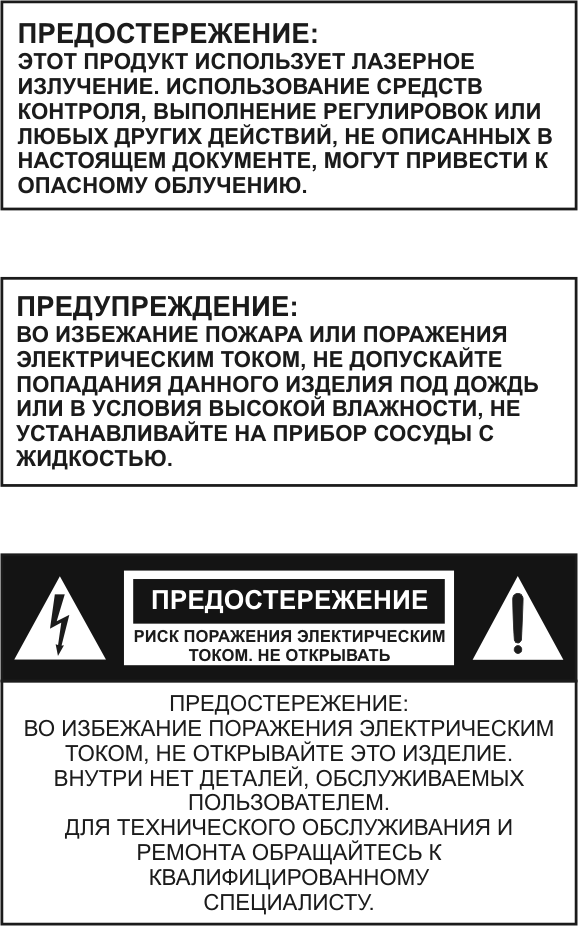 ПРЕДОСТЕРЕЖЕНИЕ:
ЭТОТ ПРОДУКТ ИСПОЛЬЗУЕТ ЛАЗЕРНОЕ
ИЗЛУЧЕНИЕ. ИСПОЛЬЗОВАНИЕ СРЕДСТВ
КОНТРОЛЯ, ВЫПОЛНЕНИЕ РЕГУЛИРОВОК ИЛИ
ЛЮБЫХ ДРУГИХ ДЕЙСТВИЙ, НЕ ОПИСАННЫХ В
НАСТОЯЩЕМ ДОКУМЕНТЕ, МОГУТ ПРИВЕСТИ К
ОПАСНОМУ ОБЛУЧЕНИЮ.
ПРЕДУПРЕЖДЕНИЕ:
ВО ИЗБЕЖАНИЕ ПОЖАРА ИЛИ ПОРАЖЕНИЯ
ЭЛЕКТРИЧЕСКИМ ТОКОМ, НЕ ДОПУСКАЙТЕ
ПОПАДАНИЯ ДАННОГО ИЗДЕЛИЯ ПОД ДОЖДЬ
ИЛИ В УСЛОВИЯ ВЫСОКОЙ ВЛАЖНОСТИ, НЕ
УСТАНАВЛИВАЙТЕ НА ПРИБОР СОСУДЫ С
ЖИДКОСТЬЮ.
ПРЕДОСТЕРЕЖЕНИЕ
РИСК ПОРАЖЕНИЯ ЭЛЕКТИРЧЕСКИМ
ТОКОМ. НЕ ОТКРЫВАТЬ
ПРЕДОСТЕРЕЖЕНИЕ:
ВО ИЗБЕЖАНИЕ ПОРАЖЕНИЯ ЭЛЕКТРИЧЕСКИМ
ТОКОМ, НЕ ОТКРЫВАЙТЕ ЭТО ИЗДЕЛИЕ.
ВНУТРИ НЕТ ДЕТАЛЕЙ, ОБСЛУЖИВАЕМЫХ
ПОЛЬЗОВАТЕЛЕМ.
ДЛЯ ТЕХНИЧЕСКОГО ОБСЛУЖИВАНИЯ И
РЕМОНТА ОБРАЩАЙТЕСЬ К
КВАЛИФИЦИРОВАННОМУ
СПЕЦИАЛИСТУ.